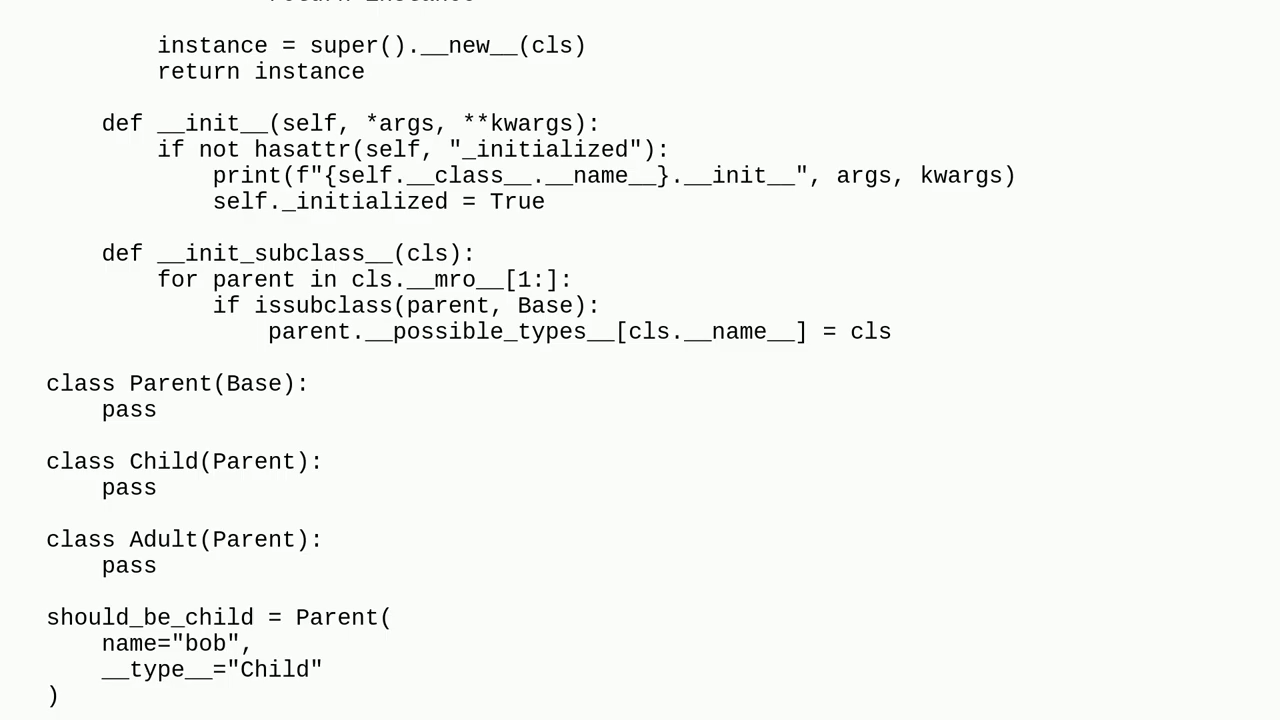 instance = super().__new__(cls)
return instance
def __init__(self, *args, **kwargs):
if not hasattr(self, "_initialized"):
print(f"{self.__class__.__name__}.__init__", args, kwargs)
self._initialized = True
def __init_subclass__(cls):
for parent in cls.__mro__[1:]:
if issubclass(parent, Base):
parent.__possible_types__[cls.__name__] = cls
class Parent(Base):
pass
class Child(Parent):
pass
class Adult(Parent):
pass
should_be_child = Parent(
name="bob",
__type__="Child"
)